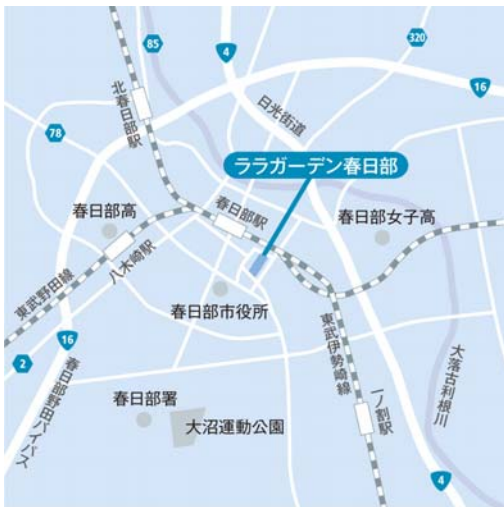 85
4
320
16
北春日部駅
日光街道
78
ララガーデン春日部
春日部高
春日部駅
春日部女子高
八木崎駅
東武野田線
春日部市役所
東武伊勢崎線
16
2
春日部野田バイパス
大落古利根川
一ノ割駅
春日部署
大沼運動公園
4